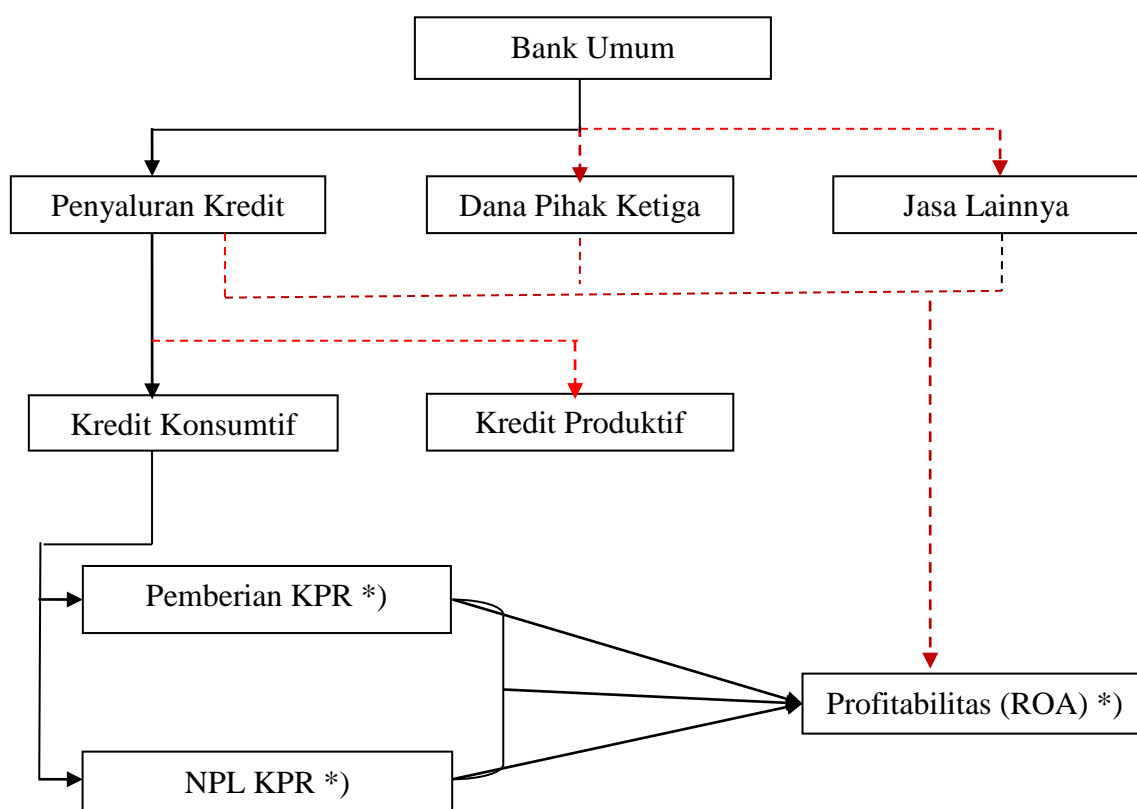 Bank Umum
Penyaluran Kredit
Dana Pihak Ketiga
Jasa Lainnya
Kredit Konsumtif
Kredit Produktif
Pemberian KPR *)
Profitabilitas (ROA) *)
NPL KPR *)